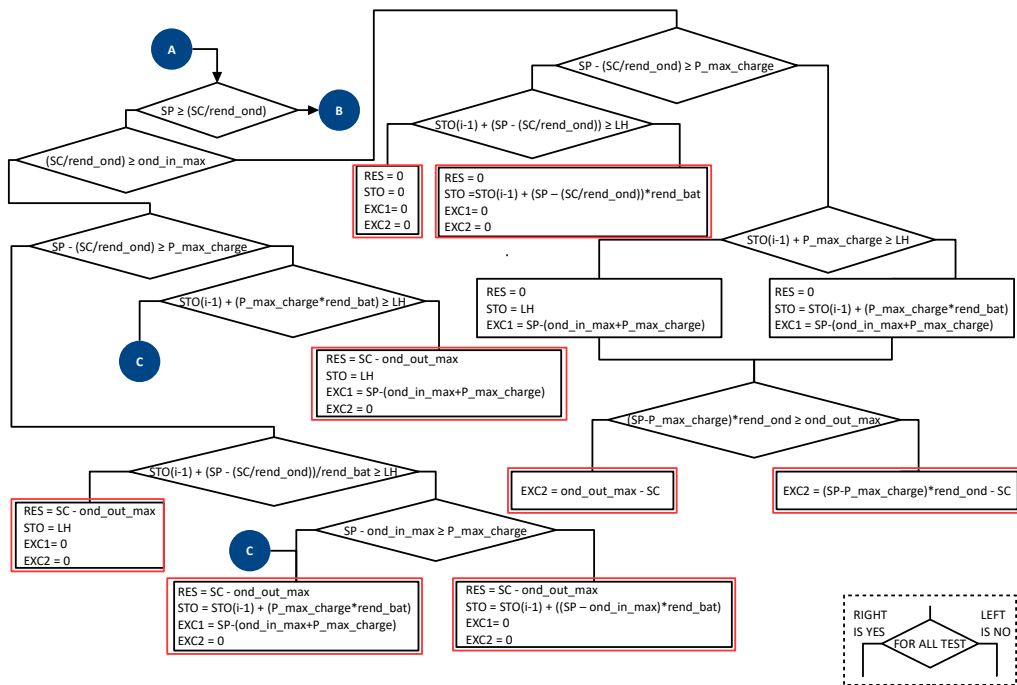 A
SP ≥ (SC/rend_ond)
B
(SC/rend_ond) ≥ ond_in_max
SP - (SC/rend_ond) ≥ P_max_charge
STO(i-1) + (P_max_charge*rend_bat) ≥ LH
C
RES = SC - ond_out_max
STO = LH
EXC1 = SP-(ond_in_max+P_max_charge)
EXC2 = 0
STO(i-1) + (SP - (SC/rend_ond))/rend_bat ≥ LH
RES = SC - ond_out_max
STO = LH
EXC1= 0
EXC2 = 0
SP - ond_in_max ≥ P_max_charge
C
RES = SC - ond_out_max
STO = STO(i-1) + (P_max_charge*rend_bat)
EXC1 = SP-(ond_in_max+P_max_charge)
EXC2 = 0
RES = SC - ond_out_max
STO = STO(i-1) + ((SP – ond_in_max)*rend_bat)
EXC1= 0
EXC2 = 0
SP - (SC/rend_ond) ≥ P_max_charge
STO(i-1) + (SP - (SC/rend_ond)) ≥ LH
RES = 0
STO = 0
EXC1= 0
EXC2 = 0
RES = 0
STO =STO(i-1) + (SP – (SC/rend_ond))*rend_bat
EXC1= 0
EXC2 = 0
STO(i-1) + P_max_charge ≥ LH
RES = 0
STO = LH
EXC1 = SP-(ond_in_max+P_max_charge)
RES = 0
STO = STO(i-1) + (P_max_charge*rend_bat)
EXC1 = SP-(ond_in_max+P_max_charge)
(SP-P_max_charge)*rend_ond ≥ ond_out_max
EXC2 = ond_out_max - SC
EXC2 = (SP-P_max_charge)*rend_ond - SC
RIGHT
IS YES
LEFT
IS NO
FOR ALL TEST